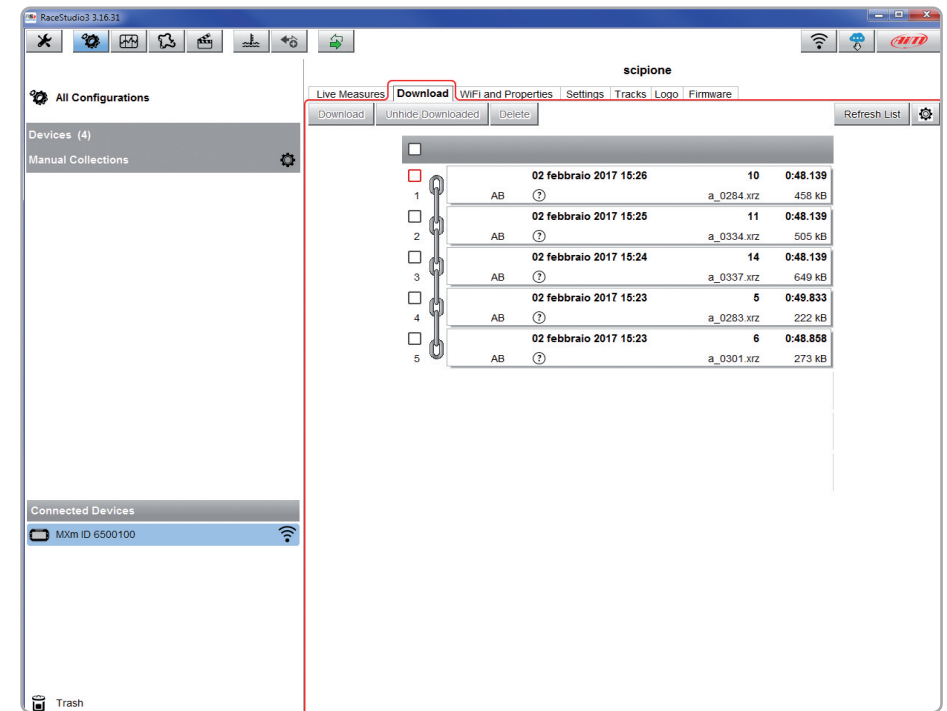 RaceStudio3 3.16.31
AiM
scipione
All Configurations
Live Measures Download WiFi and Properties Settings Tracks Logo Firmware
Download Unhide Downloaded Delete Refresh List
Devices (4)
Manual Collections
02 febbraio 2017 15:26 10 0:48.139
1 AB ? a_0284.xrz 458 kB
02 febbraio 2017 15:25 11 0:48.139
2 AB ? a_0334.xrz 505 kB
02 febbraio 2017 15:24 14 0:48.139
3 AB ? a_0337.xrz 649 kB
02 febbraio 2017 15:23 5 0:49.833
4 AB ? a_0283.xrz 222 kB
02 febbraio 2017 15:23 6 0:48.858
5 AB ? a_0301.xrz 273 kB
Connected Devices
MXm ID 6500100
Trash